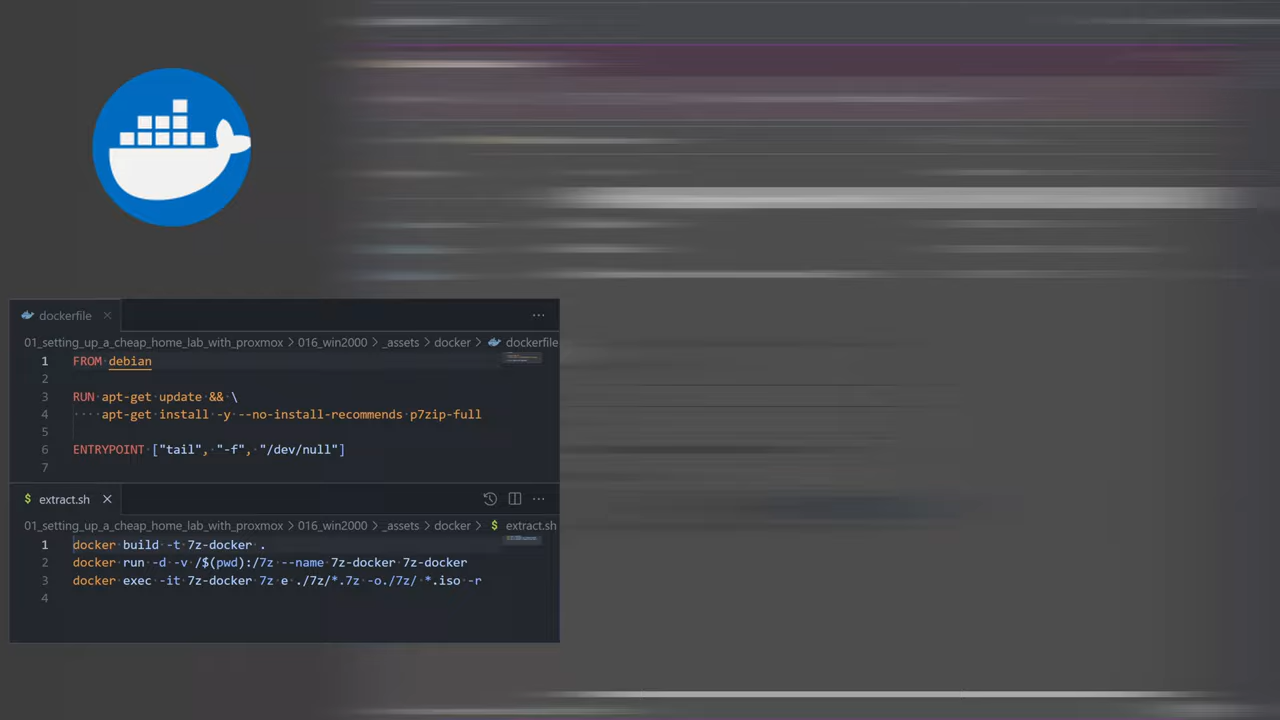 dockerfile
01_setting_up_a_cheap_home_lab_with_proxmox > 016_win2000 > _assets > docker > dockerfile
1 FROM debian
2
3 RUN apt-get update && \
4 apt-get install -y --no-install-recommends p7zip-full
5
6 ENTRYPOINT ["tail", "-f", "/dev/null"]
7
$ extract.sh
01_setting_up_a_cheap_home_lab_with_proxmox > 016_win2000 > _assets > docker > $ extract.sh
1 docker build -t 7z-docker .
2 docker run -d -v /$(pwd):/7z --name 7z-docker 7z-docker
3 docker exec -it 7z-docker 7z e ./7z/*.7z -o./7z/ *.iso -r
4